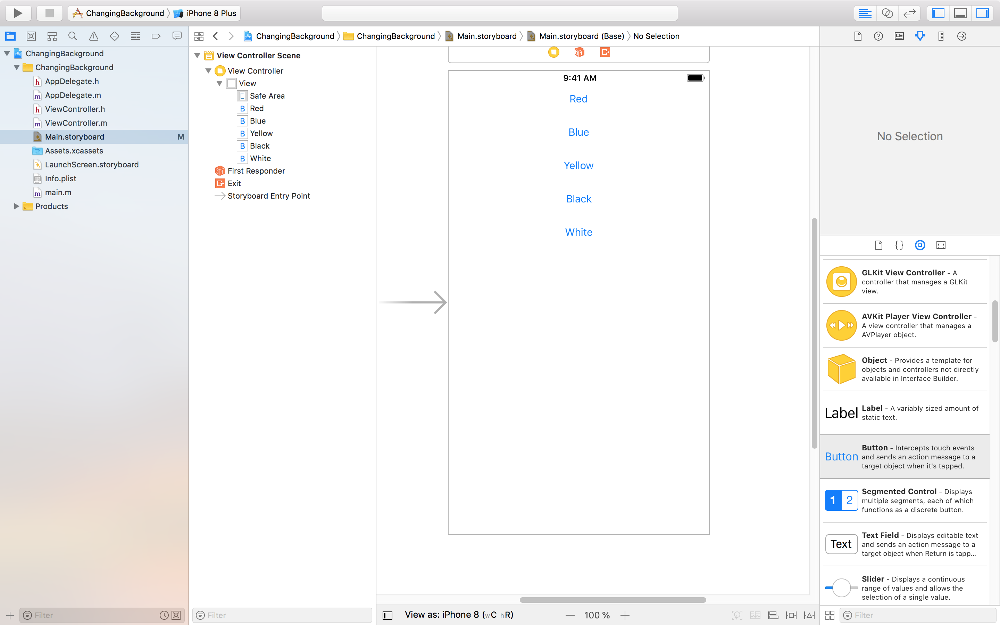 ChangingBackground iPhone 8 Plus
ChangingBackground ChangingBackground Main.storyboard Main.storyboard (Base) No Selection
ChangingBackground
ChangingBackground
h AppDelegate.h
m AppDelegate.m
h ViewController.h
m ViewController.m
Main.storyboard M
Assets.xcassets
LaunchScreen.storyboard
Info.plist
m main.m
Products
Filter
View Controller Scene
View Controller
View
Safe Area
B Red
B Blue
B Yellow
B Black
B White
1 First Responder
Exit
Storyboard Entry Point
Filter
1
9:41 AM
Red
Blue
Yellow
Black
White
View as: iPhone 8 (wC hR)
100 %
No Selection
{}
GLKit View Controller - A
controller that manages a GLKit
view.
AVKit Player View Controller -
A view controller that manages a
AVPlayer object.
Object - Provides a template for
objects and controllers not directly
available in Interface Builder.
Label
Label - A variably sized amount of
static text.
Button
Button - Intercepts touch events
and sends an action message to a
target object when it's tapped.
1 2
Segmented Control - Displays
multiple segments, each of which
functions as a discrete button.
Text
Text Field - Displays editable text
and sends an action message to a
target object when Return is tapp...
Slider - Displays a continuous
range of values and allows the
selection of a single value.
Filter